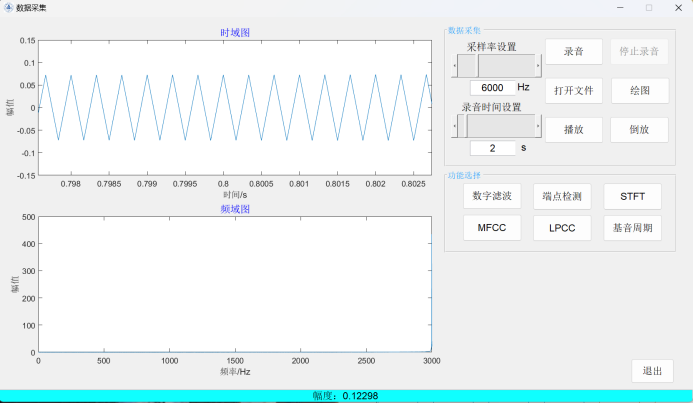 数据采集
时域图
0.15
0.1
0.05
0
-0.05
-0.1
-0.15
幅值
0.798 0.7985 0.799 0.7995 0.8 0.8005 0.801 0.8015 0.802 0.8025
时间/s
频域图
500
400
300
200
100
0
幅值
0 500 1000 1500 2000 2500 3000
频率/Hz
数据采集
采样率设置
6000 Hz
录音时间设置
2 s
录音 停止录音
打开文件 绘图
播放 倒放
功能选择
数字滤波 端点检测 STFT
MFCC LPCC 基音周期
退出
幅度：0.12298